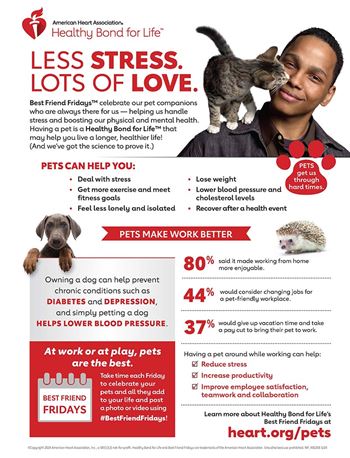 American Heart Association®
Healthy Bond for Life™
LESS STRESS.
LOTS OF LOVE.
Best Friend Fridays™ celebrate our pet companions
who are always there for us — helping us handle
stress and boosting our physical and mental health.
Having a pet is a Healthy Bond for Life™ that
may help you live a longer, healthier life!
(And we've got the science to prove it.)
PETS
get us
through
hard times.
PETS CAN HELP YOU:
• Deal with stress
• Get more exercise and meet
fitness goals
• Feel less lonely and isolated
• Lose weight
• Lower blood pressure and
cholesterol levels
• Recover after a health event
PETS MAKE WORK BETTER
Owning a dog can help prevent
chronic conditions such as
DIABETES and DEPRESSION,
and simply petting a dog
HELPS LOWER BLOOD PRESSURE.
80% said it made working from home
more enjoyable.
44% would consider changing jobs for
a pet-friendly workplace.
37% would give up vacation time and take
a pay cut to bring their pet to work.
At work or at play, pets
are the best.
BEST FRIEND
FRIDAYS
Take time each Friday
to celebrate your
pets and all they add
to your life and post
a photo or video using
#BestFriendFridays!
Having a pet around while working can help:
Reduce stress
Increase productivity
Improve employee satisfaction,
teamwork and collaboration
Learn more about Healthy Bond for Life's
Best Friend Fridays at
heart.org/pets